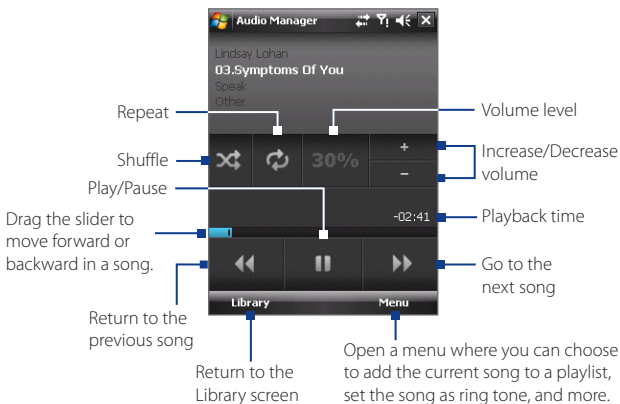 Audio Manager
Lindsay Lohan
03.Symptoms Of You
Speak
Other
Repeat
Volume level
Shuffle
30%
+
−
Increase/Decrease
volume
Play/Pause
-02:41
Playback time
Drag the slider to
move forward or
backward in a song.
Go to the
next song
Library
Menu
Return to the
previous song
Return to the
Library screen
Open a menu where you can choose
to add the current song to a playlist,
set the song as ring tone, and more.